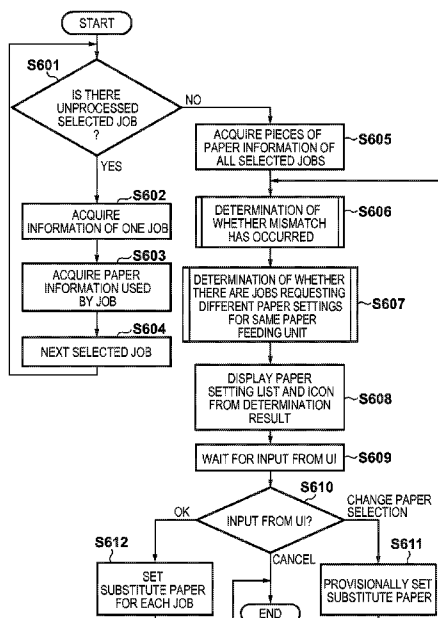 START
S601
IS THERE
UNPROCESSED
SELECTED JOB
?
NO
YES
S602
ACQUIRE
INFORMATION OF ONE JOB
S603
ACQUIRE PAPER
INFORMATION USED
BY JOB
S604
NEXT SELECTED JOB
ACQUIRE PIECES OF
PAPER INFORMATION OF
ALL SELECTED JOBS
S605
DETERMINATION OF
WHETHER MISMATCH
HAS OCCURRED
S606
DETERMINATION OF WHETHER
THERE ARE JOBS REQUESTING
DIFFERENT PAPER SETTINGS
FOR SAME PAPER
FEEDING UNIT
S607
DISPLAY PAPER
SETTING LIST AND ICON
FROM DETERMINATION
RESULT
S608
WAIT FOR INPUT FROM UI
S609
S610
INPUT FROM UI?
OK
CHANGE PAPER
SELECTION
CANCEL
S612
SET
SUBSTITUTE PAPER
FOR EACH JOB
S611
PROVISIONALLY SET
SUBSTITUTE PAPER
END